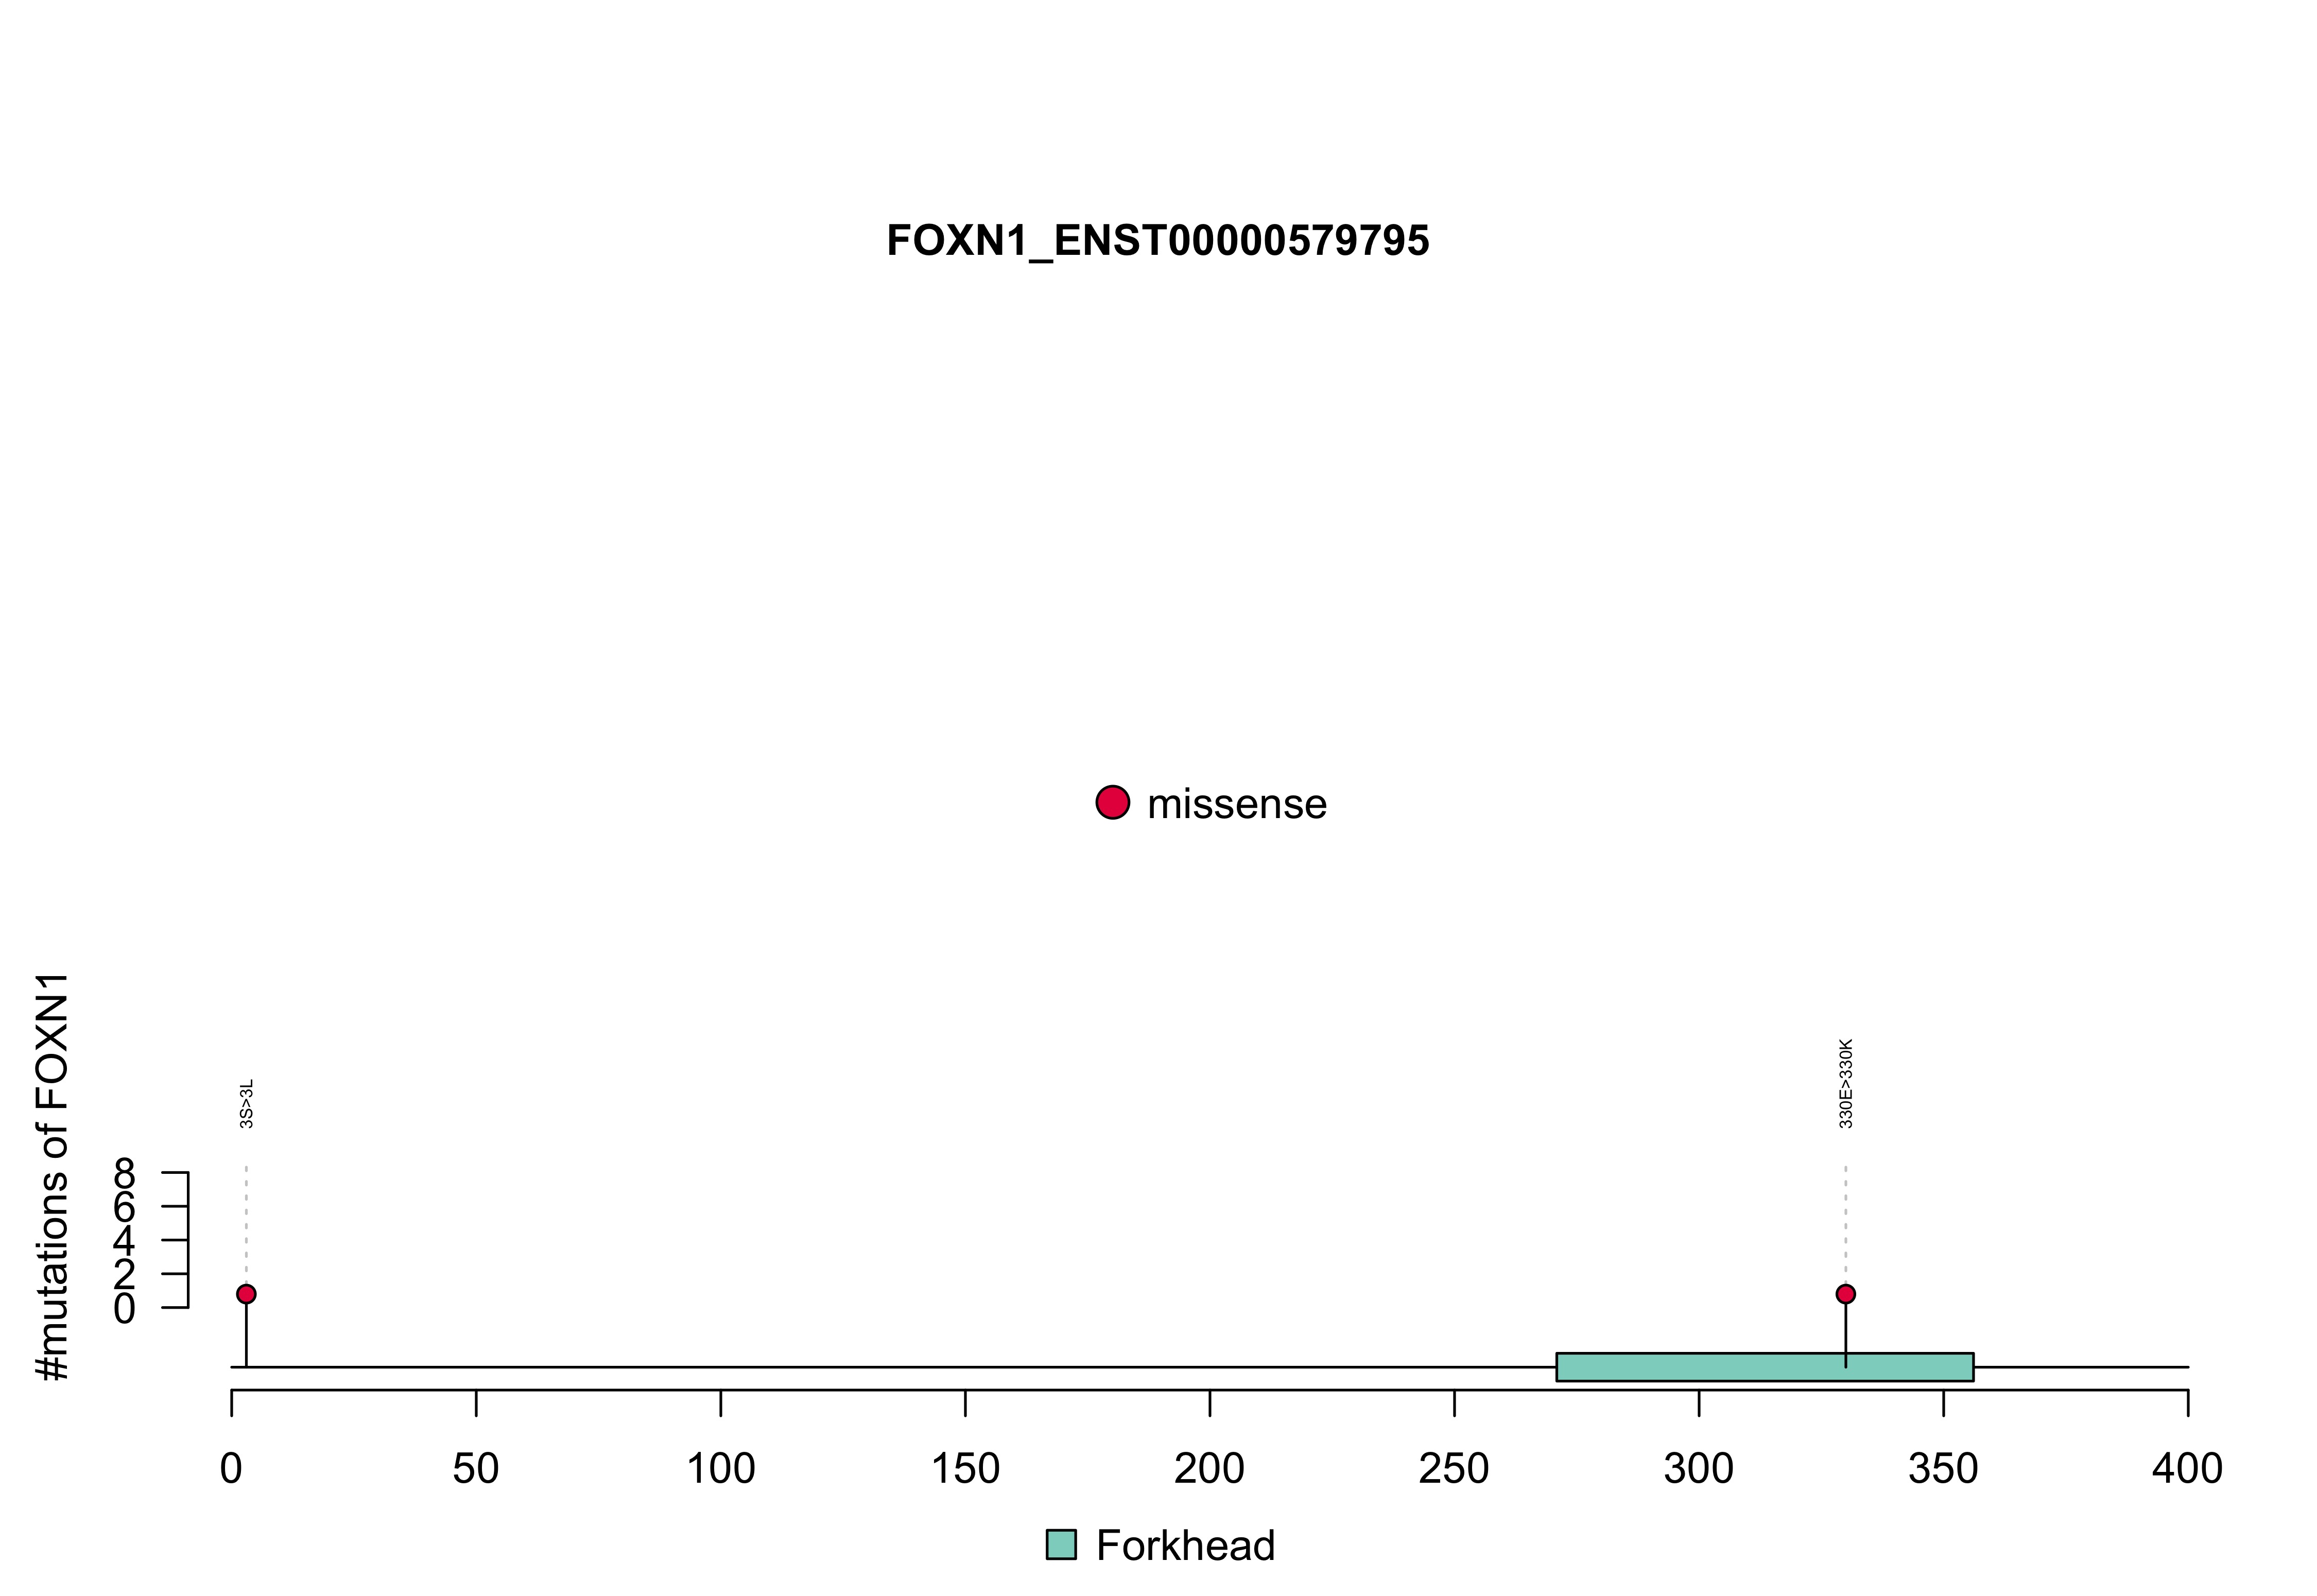 FOXN1_ENST00000579795
missense
#mutations of FOXN1
3S>3L
330E>330K
8
6
4
2
0
0 50 100 150 200 250 300 350 400
Forkhead